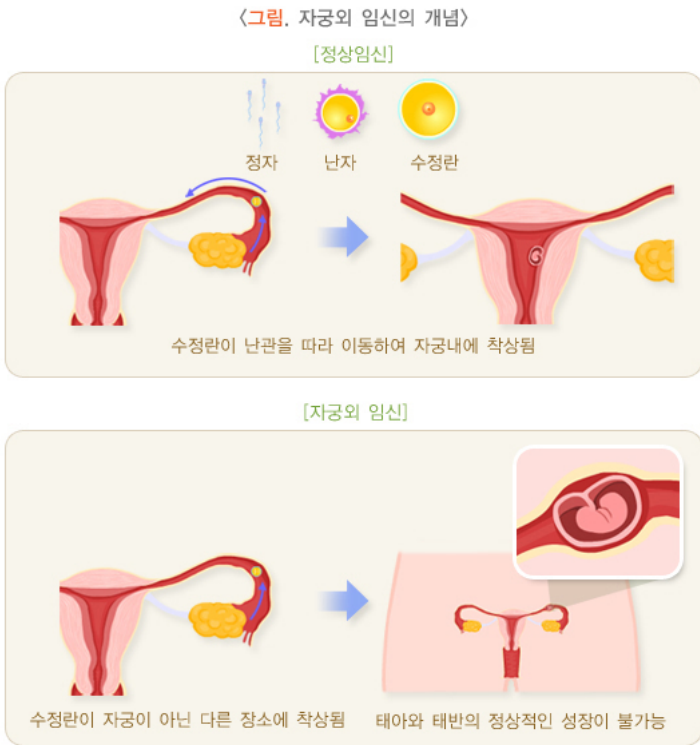 <그림. 자궁외 임신의 개념>
[정상임신]
정자
난자
수정란
수정란이 난관을 따라 이동하여 자궁내에 착상됨
[자궁외 임신]
수정란이 자궁이 아닌 다른 장소에 착상됨
태아와 태반의 정상적인 성장이 불가능